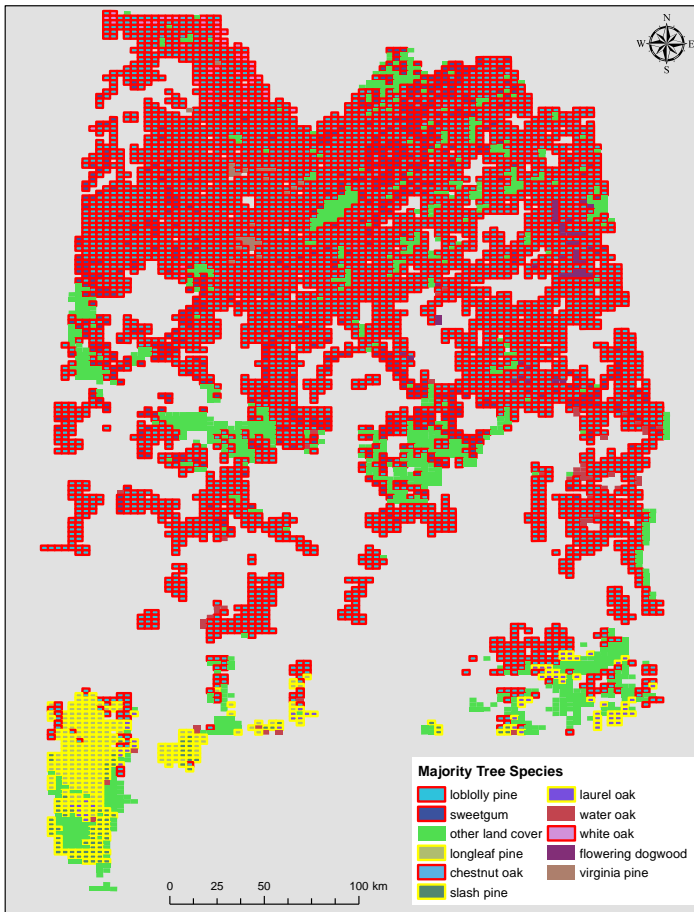 N
W E
S
Majority Tree Species
loblolly pine
sweetgum
other land cover
longleaf pine
chestnut oak
slash pine
laurel oak
water oak
white oak
flowering dogwood
virginia pine
0 25 50 100 km